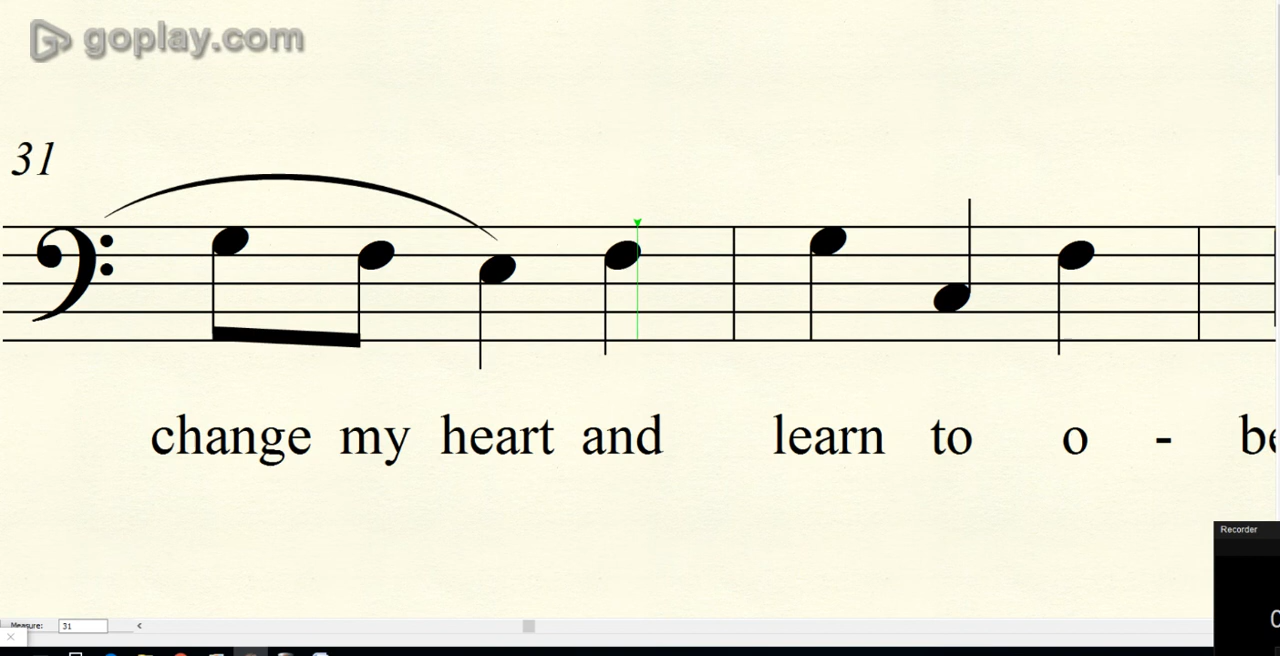 goplay.com
31
change my heart and learn to o - be
Recorder
Measure: 31 <